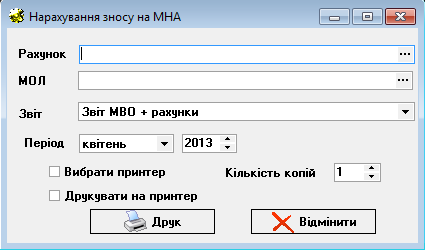 Нарахування зносу на МНА
Рахунок
МОЛ
Звіт Звіт МВО + рахунки
Період квітень 2013
Вибрати принтер Кількість копій 1
Друкувати на принтер
Друк Відмінити